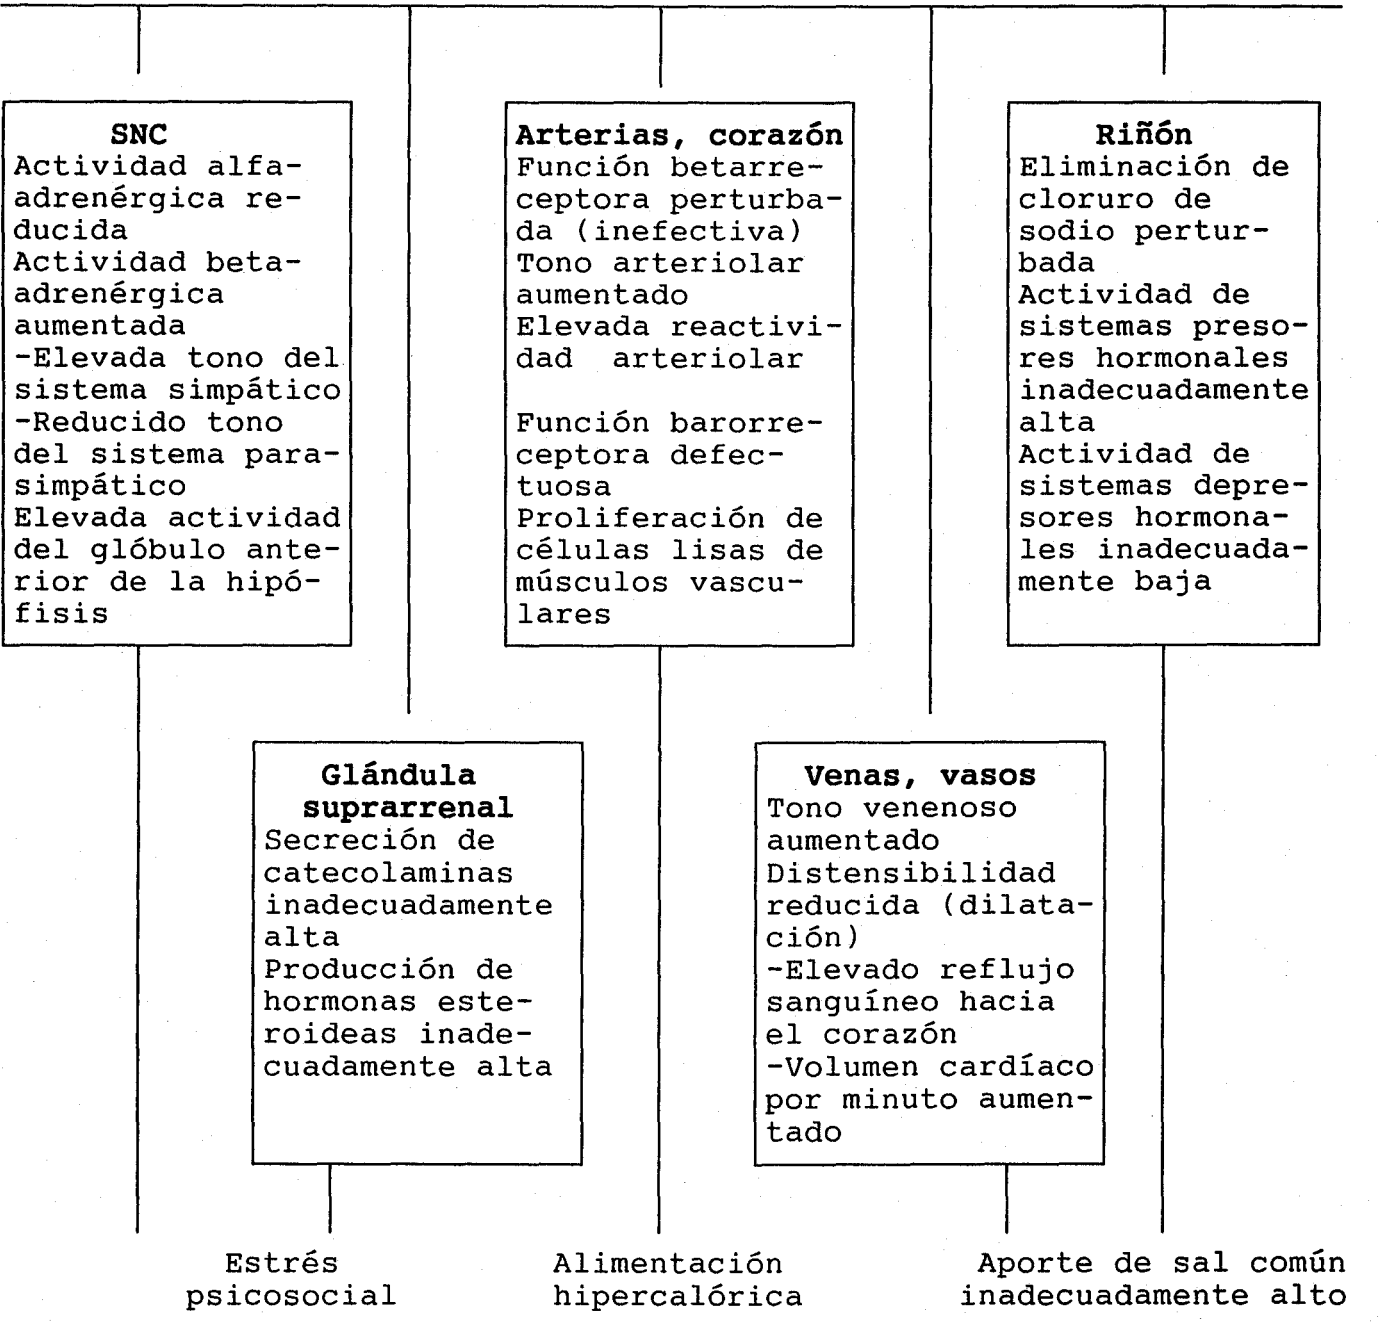 SNC
Actividad alfa-
adrenérgica re-
ducida
Actividad beta-
adrenérgica
aumentada
-Elevada tono del
sistema simpático
-Reducido tono
del sistema para-
simpático
Elevada actividad
del glóbulo ante-
rior de la hipó-
fisis
Arterias, corazón
Función betarre-
ceptora perturba-
da (inefectiva)
Tono arteriolar
aumentado
Elevada reactivi-
dad arteriolar
Función barorre-
ceptora defec-
tuosa
Proliferación de
células lisas de
músculos vascu-
lares
Riñón
Eliminación de
cloruro de
sodio pertur-
bada
Actividad de
sistemas preso-
res hormonales
inadecuadamente
alta
Actividad de
sistemas depre-
sores hormona-
les inadecuada-
mente baja
Glándula
suprarrenal
Secreción de
catecolaminas
inadecuadamente
alta
Producción de
hormonas este-
roideas inade-
cuadamente alta
Venas, vasos
Tono venenoso
aumentado
Distensibilidad
reducida (dilata-
ción)
-Elevado reflujo
sanguíneo hacia
el corazón
-Volumen cardíaco
por minuto aumen-
tado
Estrés
psicosocial
Alimentación
hipercalórica
Aporte de sal común
inadecuadamente alto